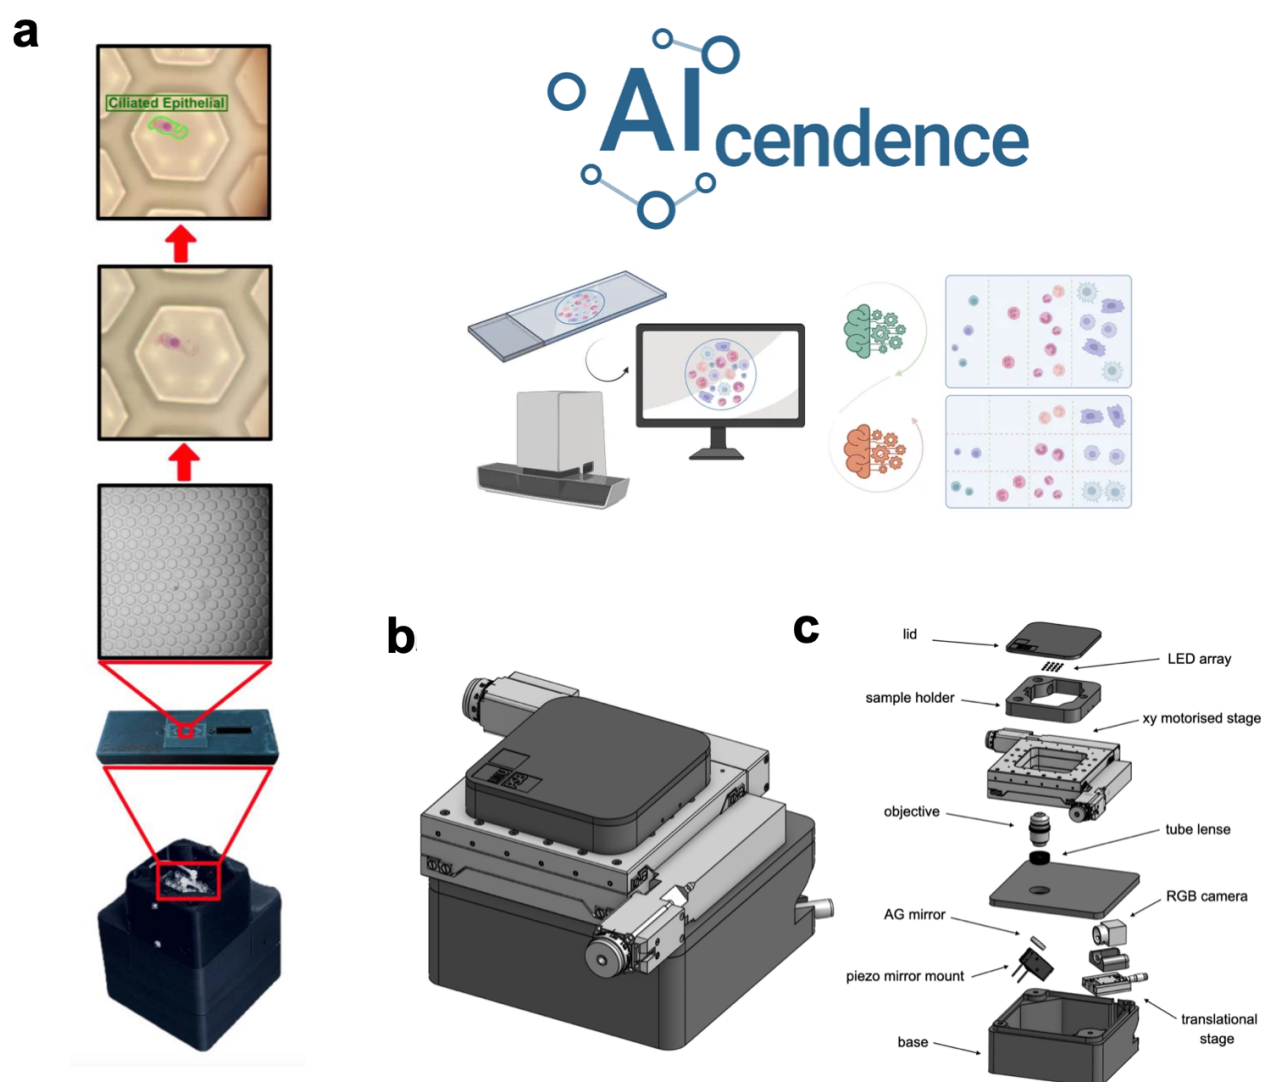 a
Ciliated Epithelial
AI
cendence
b
c
lid
LED array
sample holder
xy motorised stage
objective
tube lense
RGB camera
AG mirror
piezo mirror mount
translational
stage
base